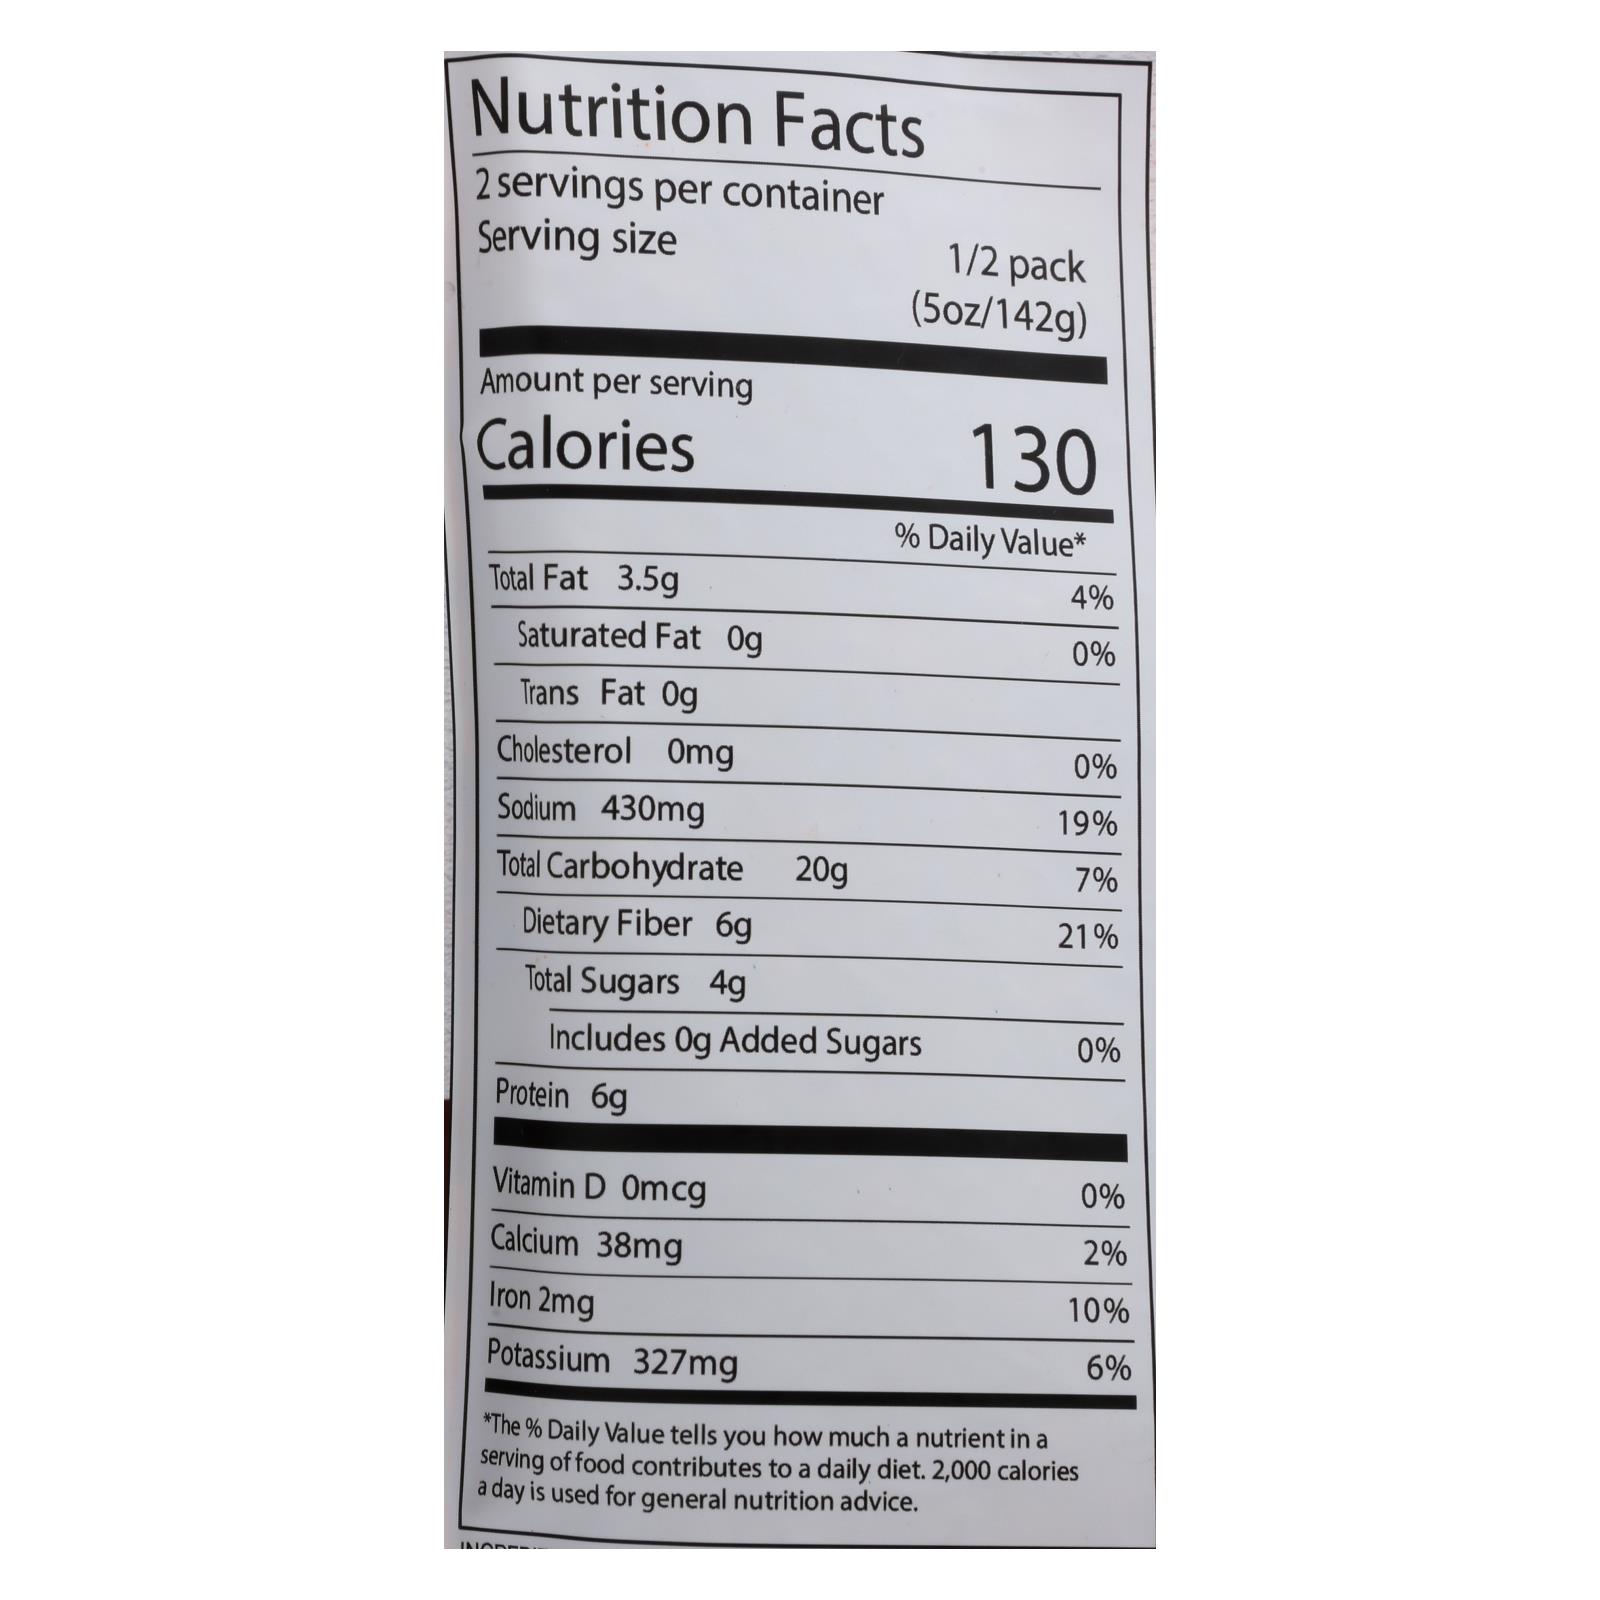 Nutrition Facts
2 servings per container
Serving size 1/2 pack
(5oz/142g)
Amount per serving
Calories 130
% Daily Value*
Total Fat 3.5g 4%
Saturated Fat 0g 0%
Trans Fat 0g
Cholesterol 0mg 0%
Sodium 430mg 19%
Total Carbohydrate 20g 7%
Dietary Fiber 6g 21%
Total Sugars 4g
Includes 0g Added Sugars 0%
Protein 6g
Vitamin D 0mcg 0%
Calcium 38mg 2%
Iron 2mg 10%
Potassium 327mg 6%
*The % Daily Value tells you how much a nutrient in a
serving of food contributes to a daily diet. 2,000 calories
a day is used for general nutrition advice.